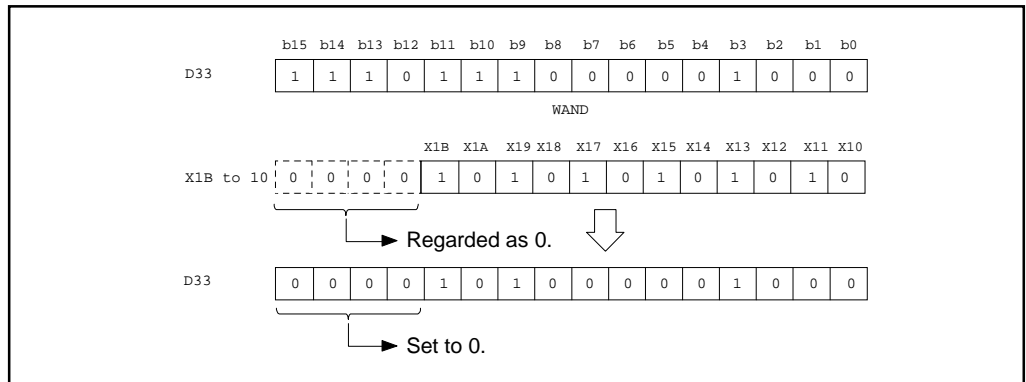 b15 b14 b13 b12 b11 b10 b9 b8 b7 b6 b5 b4 b3 b2 b1 b0
D33 1 1 1 0 1 1 1 0 0 0 0 0 1 0 0 0
WAND
X1B X1A X19 X18 X17 X16 X15 X14 X13 X12 X11 X10
X1B to 10 0 0 0 0 1 0 1 0 1 0 1 0 1 0 1 0
Regarded as 0.
D33 0 0 0 0 1 0 1 0 0 0 0 0 1 0 0 0
Set to 0.